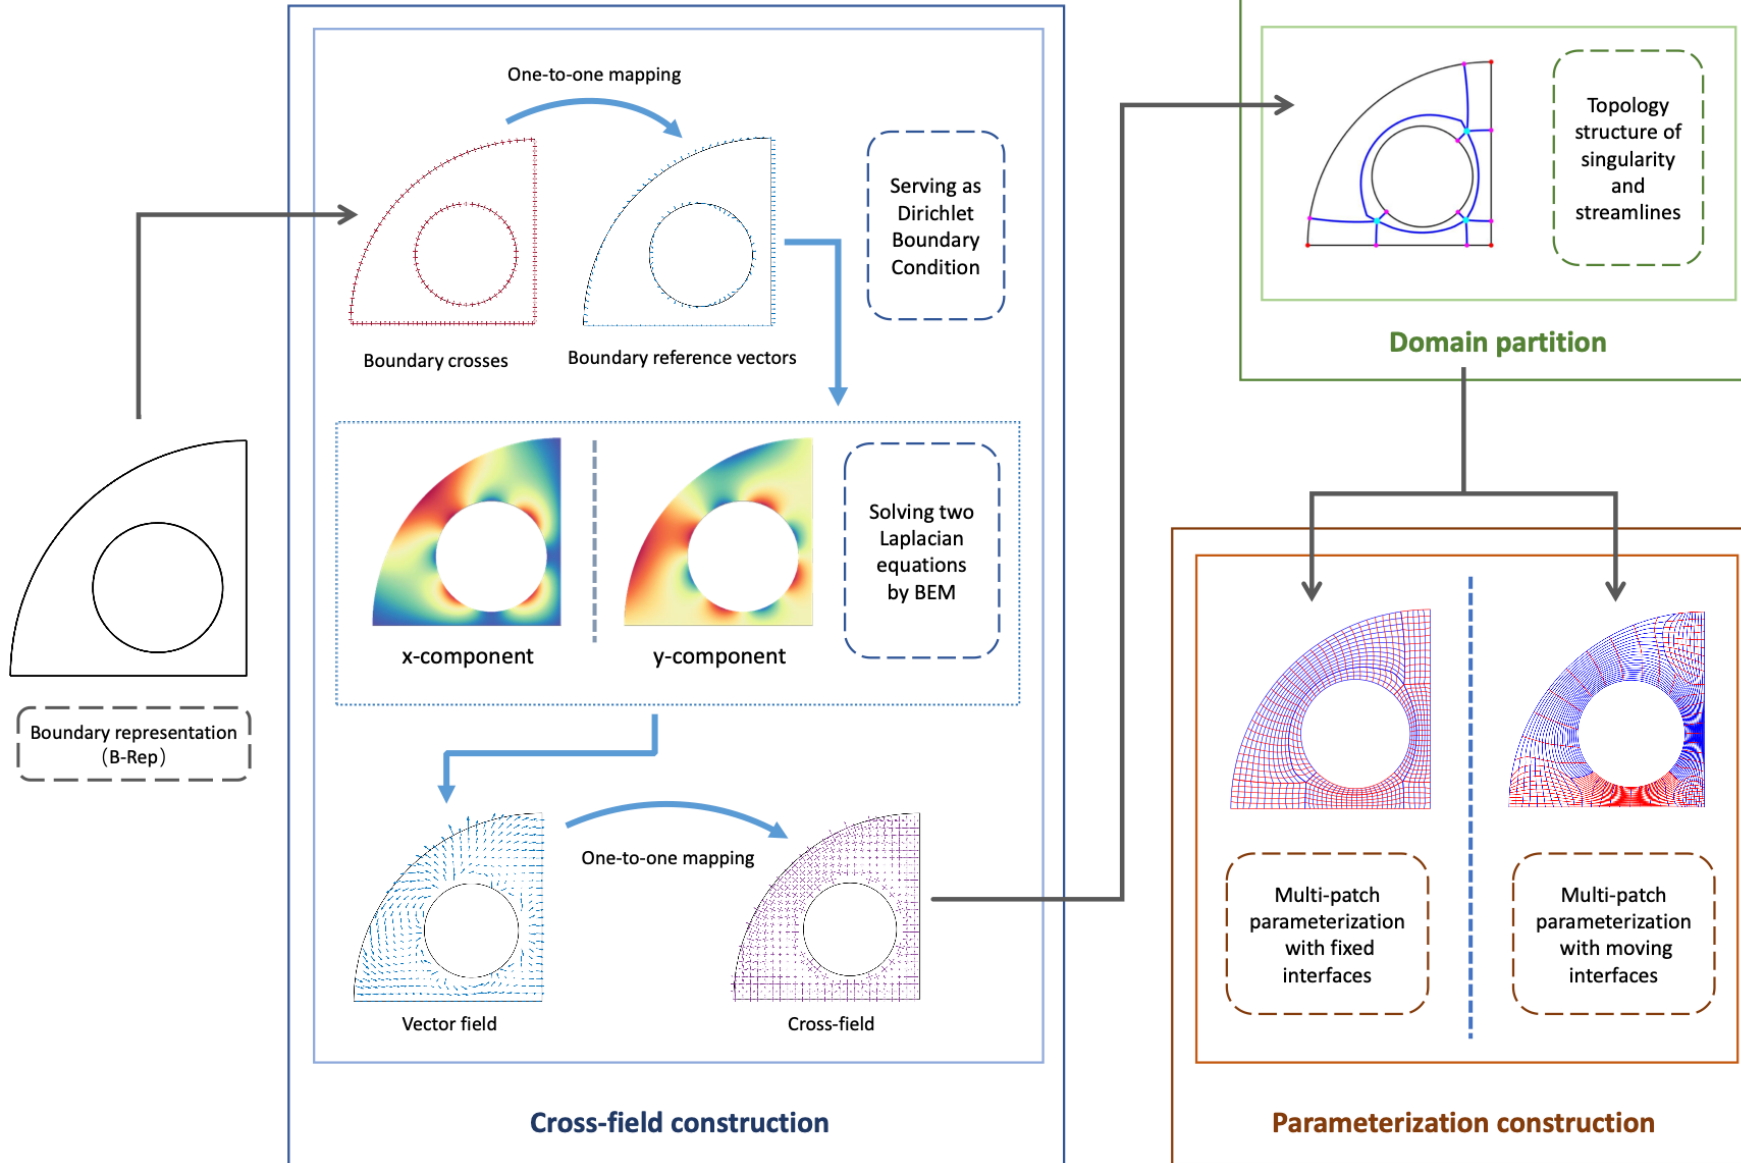 Boundary representation
(B-Rep)
One-to-one mapping
Boundary crosses
Boundary reference vectors
Serving as
Dirichlet
Boundary
Condition
x-component
y-component
Solving two
Laplacian
equations
by BEM
One-to-one mapping
Vector field
Cross-field
Cross-field construction
Topology
structure of
singularity
and
streamlines
Domain partition
Multi-patch
parameterization
with fixed
interfaces
Multi-patch
parameterization
with moving
interfaces
Parameterization construction